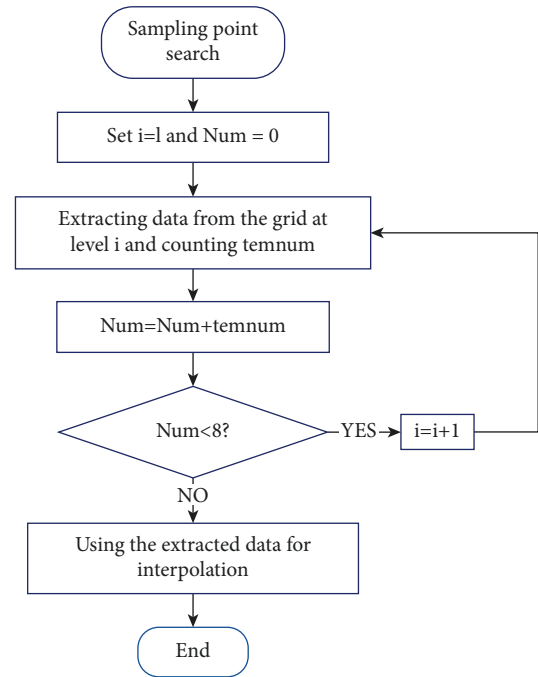 Sampling point
search
Set i=l and Num = 0
Extracting data from the grid at
level i and counting temnum
Num=Num+temnum
Num<8?
YES
i=i+1
NO
Using the extracted data for
interpolation
End